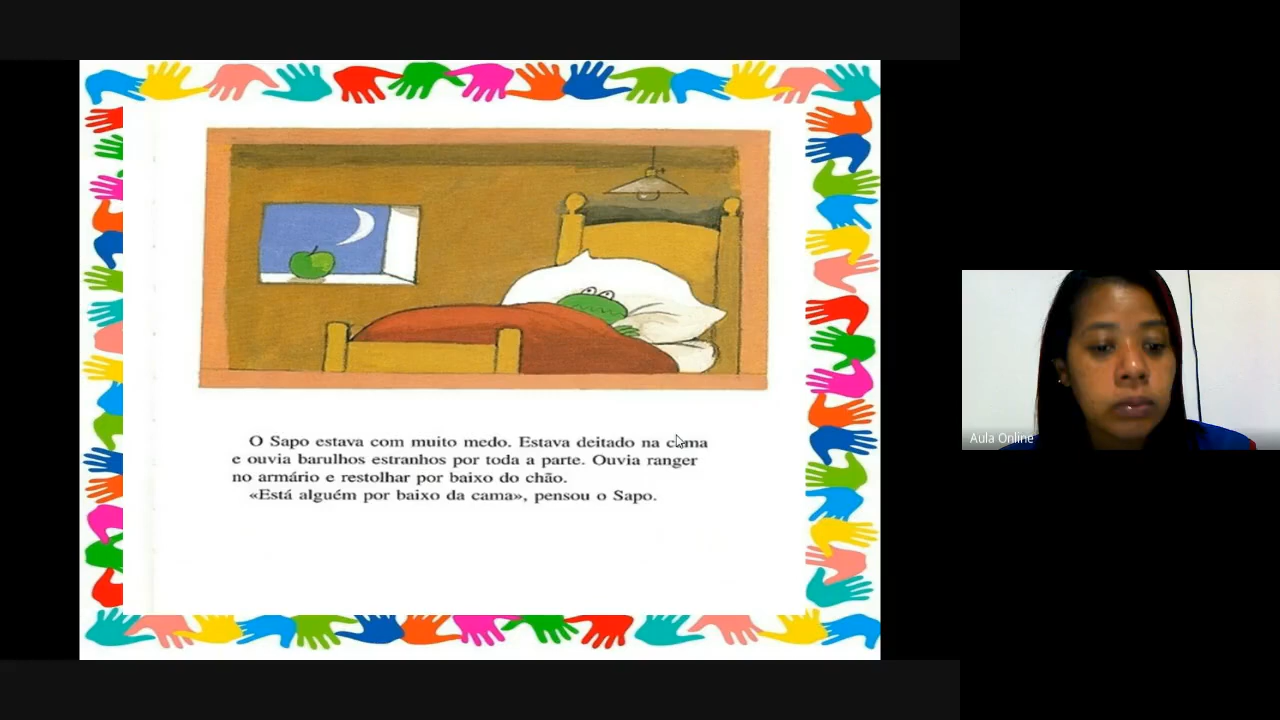 O Sapo estava com muito medo. Estava deitado na cama
e ouvia barulhos estranhos por toda a parte. Ouvia ranger
no armário e restolhar por baixo do chão.
«Está alguém por baixo da cama», pensou o Sapo.
Aula Online